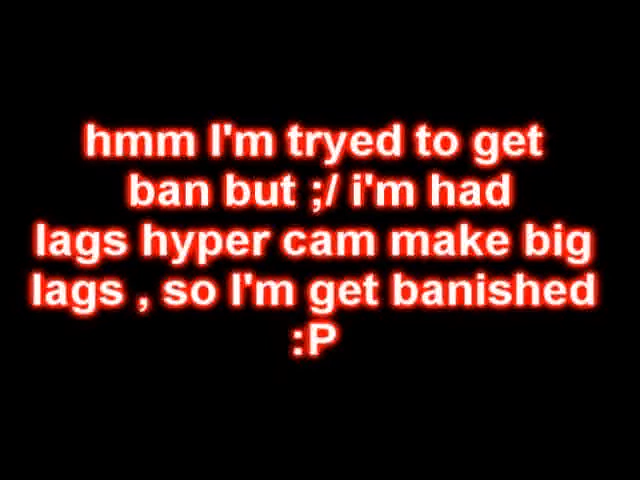 hmm I'm tryed to get
ban but ;/ i'm had
lags hyper cam make big
lags , so I'm get banished
:P